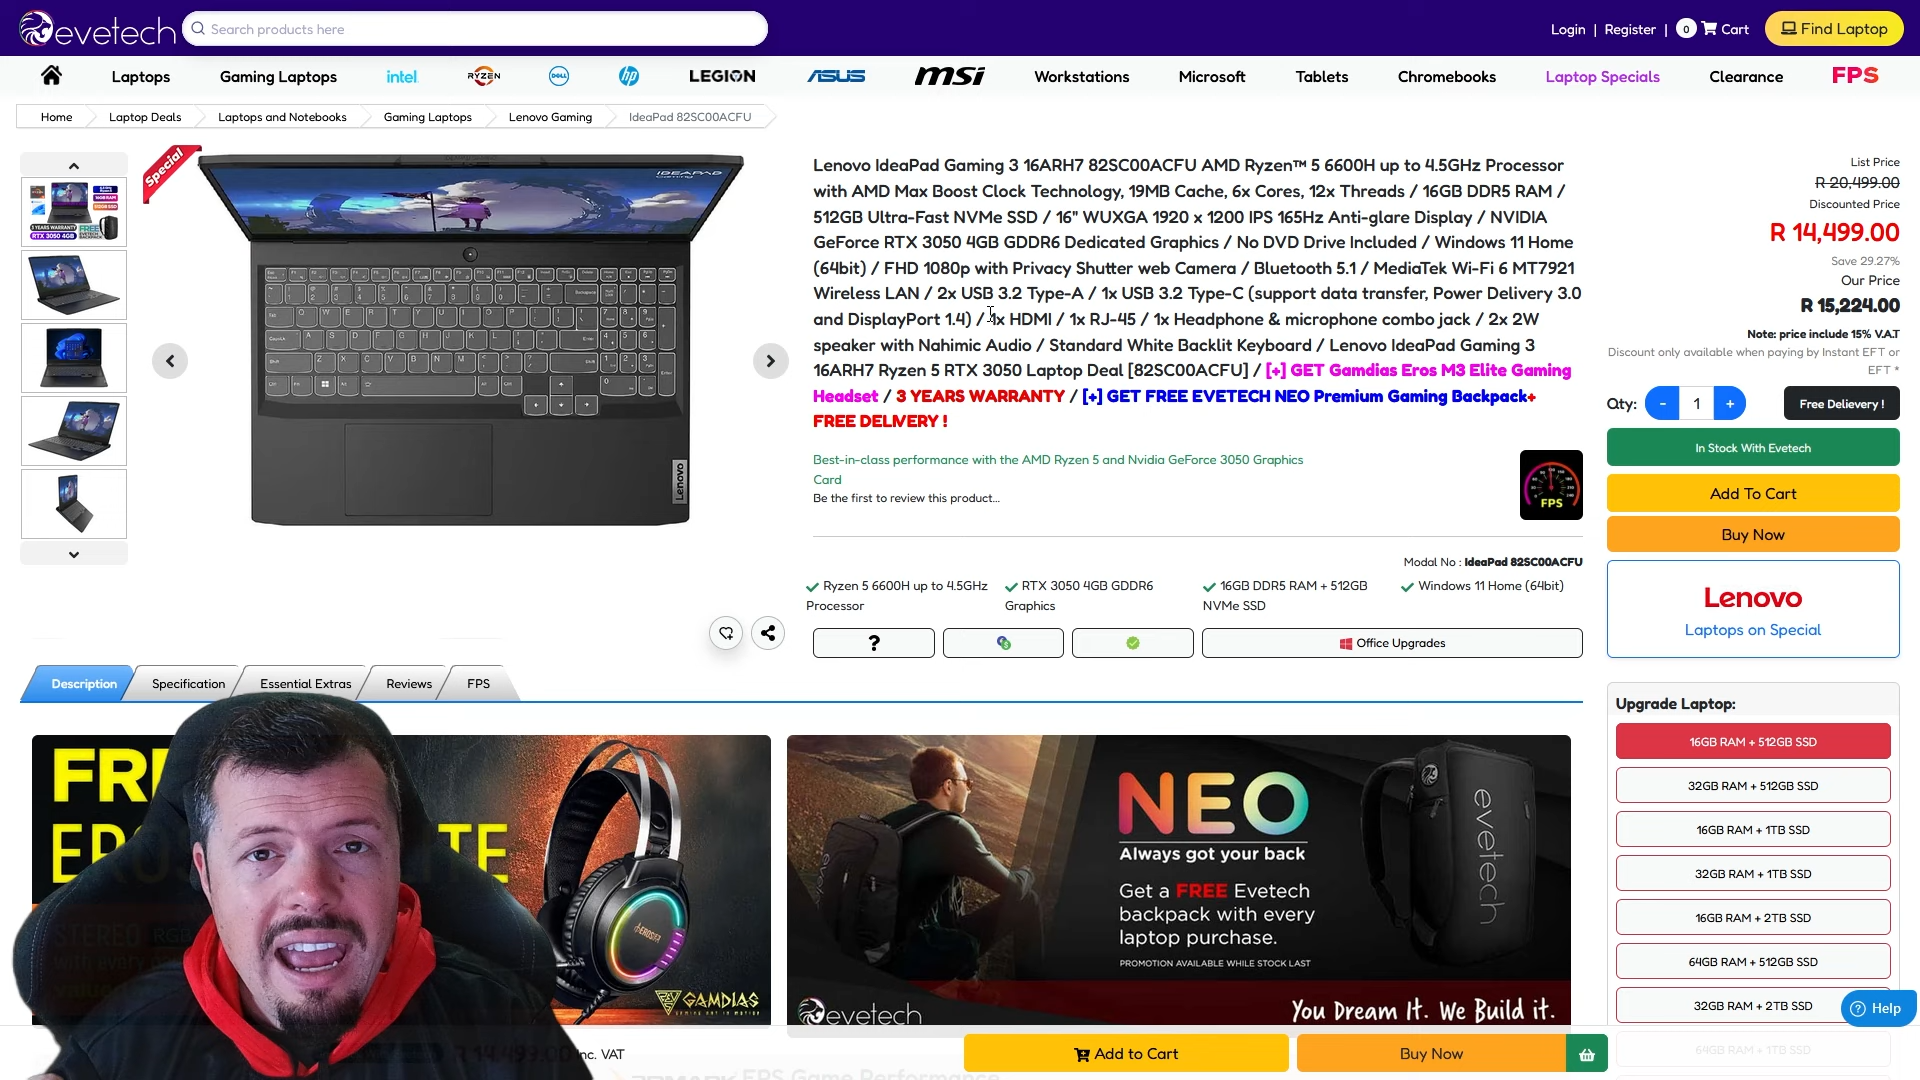 evetech
Search products here
Login | Register | 0 Cart
Find Laptop
Laptops
Gaming Laptops
intel
RYZEN
DELL
hp
LEGION
ASUS
msi
Workstations
Microsoft
Tablets
Chromebooks
Laptop Specials
Clearance
FPS
Home
Laptop Deals
Laptops and Notebooks
Gaming Laptops
Lenovo Gaming
IdeaPad 82SC00ACFU
Special
IDEAPAD
Lenovo
Lenovo IdeaPad Gaming 3 16ARH7 82SC00ACFU AMD Ryzen™ 5 6600H up to 4.5GHz Processor
with AMD Max Boost Clock Technology, 19MB Cache, 6x Cores, 12x Threads / 16GB DDR5 RAM /
512GB Ultra-Fast NVMe SSD / 16" WUXGA 1920 x 1200 IPS 165Hz Anti-glare Display / NVIDIA
GeForce RTX 3050 4GB GDDR6 Dedicated Graphics / No DVD Drive Included / Windows 11 Home
(64bit) / FHD 1080p with Privacy Shutter web Camera / Bluetooth 5.1 / MediaTek Wi-Fi 6 MT7921
Wireless LAN / 2x USB 3.2 Type-A / 1x USB 3.2 Type-C (support data transfer, Power Delivery 3.0
and DisplayPort 1.4) / 1x HDMI / 1x RJ-45 / 1x Headphone & microphone combo jack / 2x 2W
speaker with Nahimic Audio / Standard White Backlit Keyboard / Lenovo IdeaPad Gaming 3
16ARH7 Ryzen 5 RTX 3050 Laptop Deal [82SC00ACFU] / [+] GET Gamdias Eros M3 Elite Gaming
Headset / 3 YEARS WARRANTY / [+] GET FREE EVETECH NEO Premium Gaming Backpack+
FREE DELIVERY !
Best-in-class performance with the AMD Ryzen 5 and Nvidia GeForce 3050 Graphics
Card
Be the first to review this product...
FPS
Modal No : IdeaPad 82SC00ACFU
Ryzen 5 6600H up to 4.5GHz
Processor
RTX 3050 4GB GDDR6
Graphics
16GB DDR5 RAM + 512GB
NVMe SSD
Windows 11 Home (64bit)
?
Office Upgrades
List Price
R 20,499.00
Discounted Price
R 14,499.00
Save 29.27%
Our Price
R 15,224.00
Note: price include 15% V.A.T
Discount only available when paying by Instant EFT or
EFT *
Qty: - 1 +
Free Delievery !
In Stock With Evetech
Add To Cart
Buy Now
Lenovo
Laptops on Special
Upgrade Laptop:
16GB RAM + 512GB SSD
32GB RAM + 512GB SSD
16GB RAM + 1TB SSD
32GB RAM + 1TB SSD
16GB RAM + 2TB SSD
64GB RAM + 512GB SSD
32GB RAM + 2TB SSD
64GB RAM + 1TB SSD
Help
Description
Specification
Essential Extras
Reviews
FPS
GAMDIAS
NEO
Always got your back
Get a FREE Evetech
backpack with every
laptop purchase.
PROMOTION AVAILABLE WHILE STOCK LAST
evetech
evetech
You Dream It. We Build it.
R 14,499.00 Inc. VAT
Add to Cart
Buy Now
FPS Game Performance